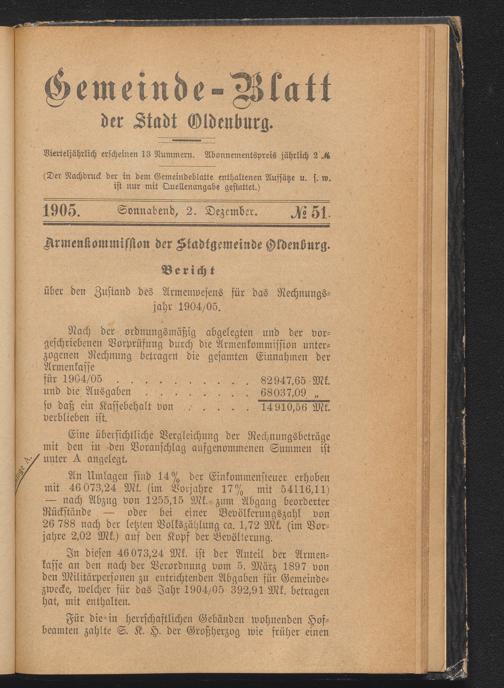 Gemeinde-Blatt
der Stadt Oldenburg.
Vierteljährlich erscheinen 13 Nummern. Abonnementspreis jährlich 2 ℳ
(Der Nachdruck der in dem Gemeindeblatte enthaltenen Aufsätze u. s. w.
ist nur mit Quellenangabe gestattet.)
1905. Sonnabend, 2. Dezember. № 51.
Armenkommission der Stadtgemeinde Oldenburg.
Bericht
über den Zustand des Armenwesens für das Rechnungs-
jahr 1904/05.
Nach der ordnungsmäßig abgelegten und der vor-
geschriebenen Vorprüfung durch die Armenkommission unter-
zogenen Rechnung betragen die gesamten Einnahmen der
Armenkasse
für 1904/05 . . . . . . . . . 82947,65 Mk.
und die Ausgaben . . . . . . . 68037,09 „
so daß ein Kassebehalt von . . . . . 14910,56 Mk.
verblieben ist.
Eine übersichtliche Vergleichung der Rechnungsbeträge
mit den in den Voranschlag aufgenommenen Summen ist
unter A angelegt.
A.
An Umlagen sind 14% der Einkommensteuer erhoben
mit 46073,24 Mk. (im Vorjahre 17% mit 54116,11)
— nach Abzug von 1255,15 Mk. zum Abgang beorderter
Rückstände — oder bei einer Bevölkerungszahl von
26 788 nach der letzten Volkszählung ca. 1,72 Mk. (im Vor-
jahre 2,02 Mk.) auf den Kopf der Bevölkerung.
In diesen 46073,24 Mk. ist der Anteil der Armen-
kasse an den nach der Verordnung vom 5. März 1897 von
den Militärpersonen zu entrichtenden Abgaben für Gemeinde-
zwecke, welcher für das Jahr 1904/05 392,91 Mk. betragen
hat, mit enthalten.
Für die in herrschaftlichen Gebäuden wohnenden Hof-
beamten zahlte S. K. H. der Großherzog wie früher einen